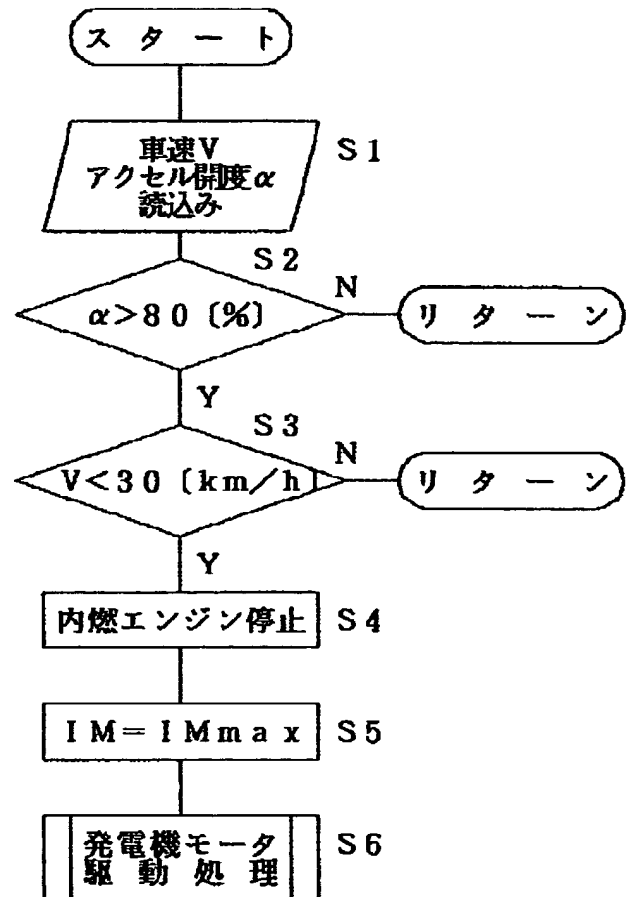 スタート
車速V
アクセル開度α
読込み
S1
S2
α>80〔%〕
N
リターン
Y
S3
V<30〔km/h〕
N
リターン
Y
内燃エンジン停止
S4
IM=IMmax
S5
発電機モータ
駆動処理
S6